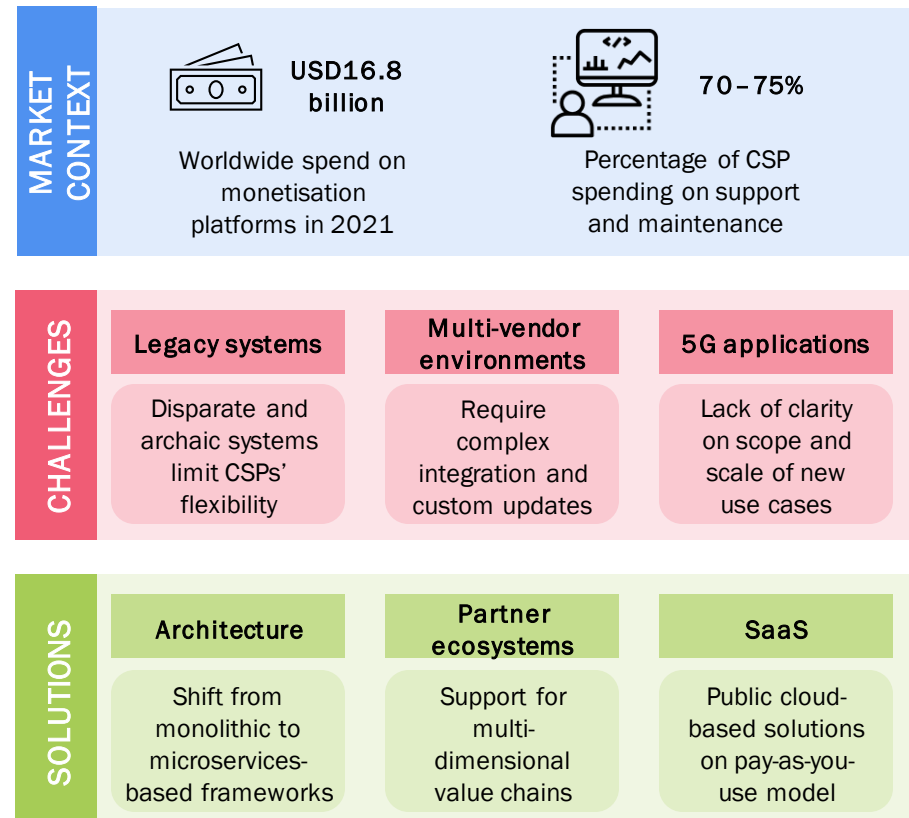 MARKET
CONTEXT
USD16.8
billion
Worldwide spend on
monetisation
platforms in 2021
</>
70–75%
Percentage of CSP
spending on support
and maintenance
CHALLENGES
Legacy systems
Disparate and
archaic systems
limit CSPs’
flexibility
Multi-vendor
environments
Require
complex
integration and
custom updates
5G applications
Lack of clarity
on scope and
scale of new
use cases
SOLUTIONS
Architecture
Shift from
monolithic to
microservices-
based frameworks
Partner
ecosystems
Support for
multi-
dimensional
value chains
SaaS
Public cloud-
based solutions
on pay-as-you-
use model